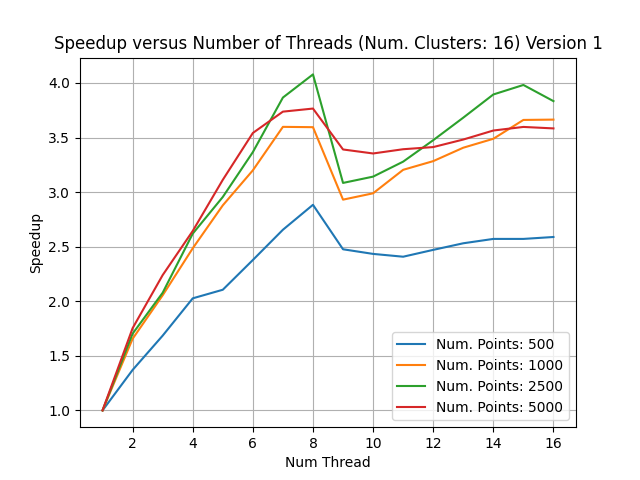 Speedup versus Number of Threads (Num. Clusters: 16) Version 1
4.0
3.5
3.0
2.5
2.0
1.5
1.0
Speedup
Num. Points: 500
Num. Points: 1000
Num. Points: 2500
Num. Points: 5000
2 4 6 8 10 12 14 16
Num Thread